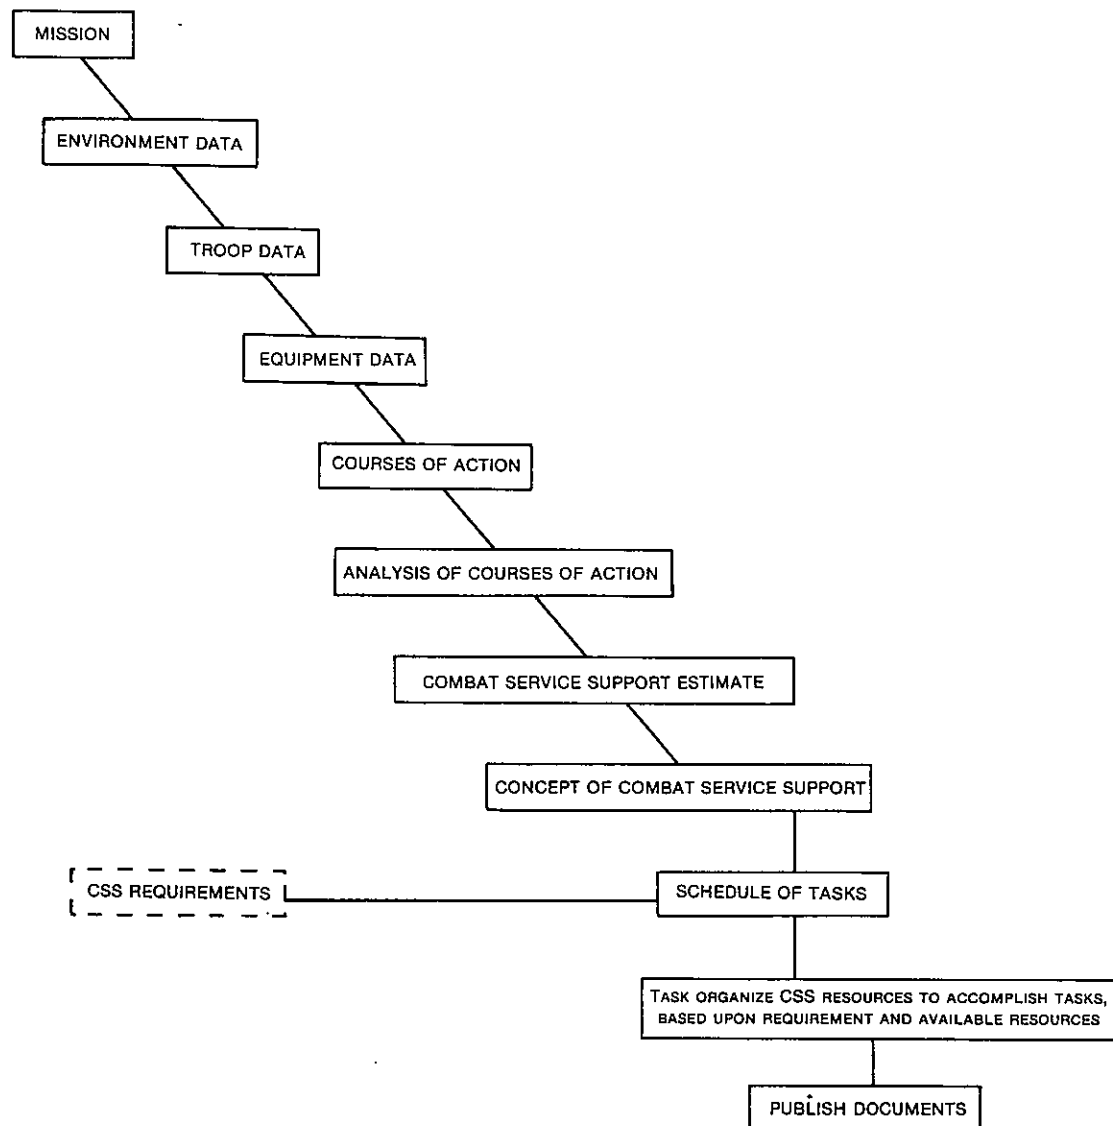 MISSION
ENVIRONMENT DATA
TROOP DATA
EQUIPMENT DATA
COURSES OF ACTION
ANALYSIS OF COURSES OF ACTION
COMBAT SERVICE SUPPORT ESTIMATE
CONCEPT OF COMBAT SERVICE SUPPORT
CSS REQUIREMENTS
SCHEDULE OF TASKS
TASK ORGANIZE CSS RESOURCES TO ACCOMPLISH TASKS,
BASED UPON REQUIREMENT AND AVAILABLE RESOURCES
PUBLISH DOCUMENTS